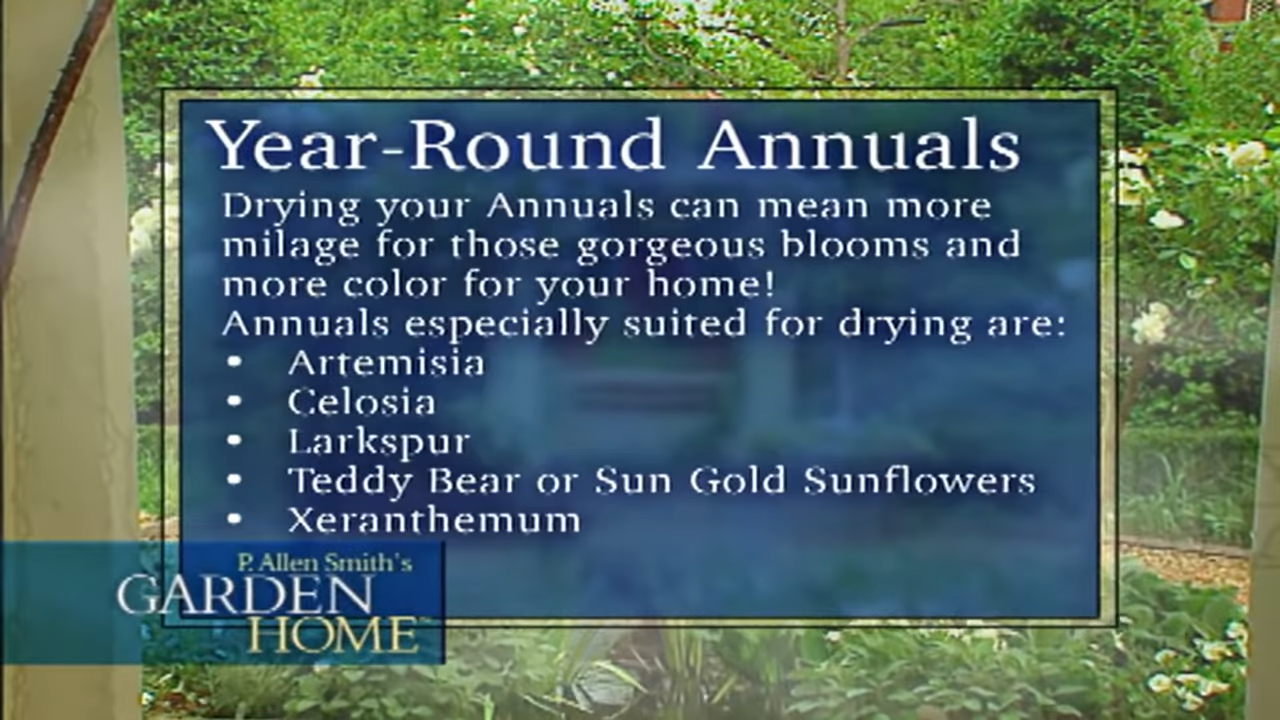 Year-Round Annuals
Drying your Annuals can mean more
milage for those gorgeous blooms and
more color for your home!
Annuals especially suited for drying are:
• Artemisia
• Celosia
• Larkspur
• Teddy Bear or Sun Gold Sunflowers
• Xeranthemum
P. Allen Smith's
GARDEN
HOME